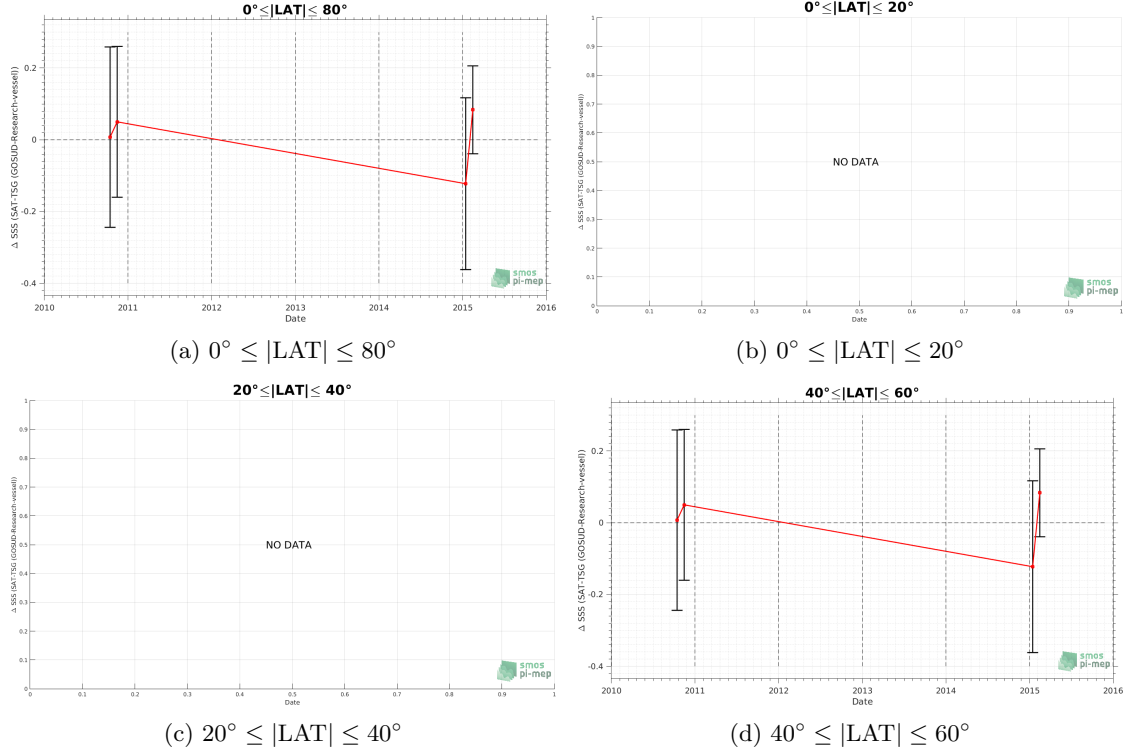 0°≤|LAT|≤ 80°
Δ SSS (SAT-TSG (GOSUD-Research-vessel))
0.2
0
-0.2
-0.4
2010 2011 2012 2013 2014 2015 2016
Date
smos
pi-mep
(a) 0° ≤ |LAT| ≤ 80°
0°≤|LAT|≤ 20°
Δ SSS (SAT-TSG (GOSUD-Research-vessel))
1
0.9
0.8
0.7
0.6
0.5
0.4
0.3
0.2
0.1
0
NO DATA
0 0.1 0.2 0.3 0.4 0.5 0.6 0.7 0.8 0.9 1
Date
smos
pi-mep
(b) 0° ≤ |LAT| ≤ 20°
20°≤|LAT|≤ 40°
Δ SSS (SAT-TSG (GOSUD-Research-vessel))
1
0.9
0.8
0.7
0.6
0.5
0.4
0.3
0.2
0.1
0
NO DATA
0 0.1 0.2 0.3 0.4 0.5 0.6 0.7 0.8 0.9 1
Date
smos
pi-mep
(c) 20° ≤ |LAT| ≤ 40°
40°≤|LAT|≤ 60°
Δ SSS (SAT-TSG (GOSUD-Research-vessel))
0.2
0
-0.2
-0.4
2010 2011 2012 2013 2014 2015 2016
Date
smos
pi-mep
(d) 40° ≤ |LAT| ≤ 60°